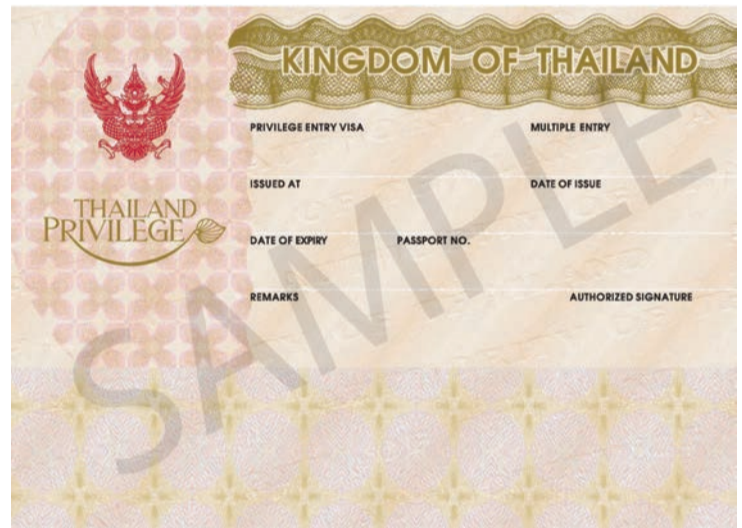 KINGDOM OF THAILAND
PRIVILEGE ENTRY VISA MULTIPLE ENTRY
ISSUED AT DATE OF ISSUE
THAILAND
PRIVILEGE
DATE OF EXPIRY PASSPORT NO.
REMARKS AUTHORIZED SIGNATURE
SAMPLE